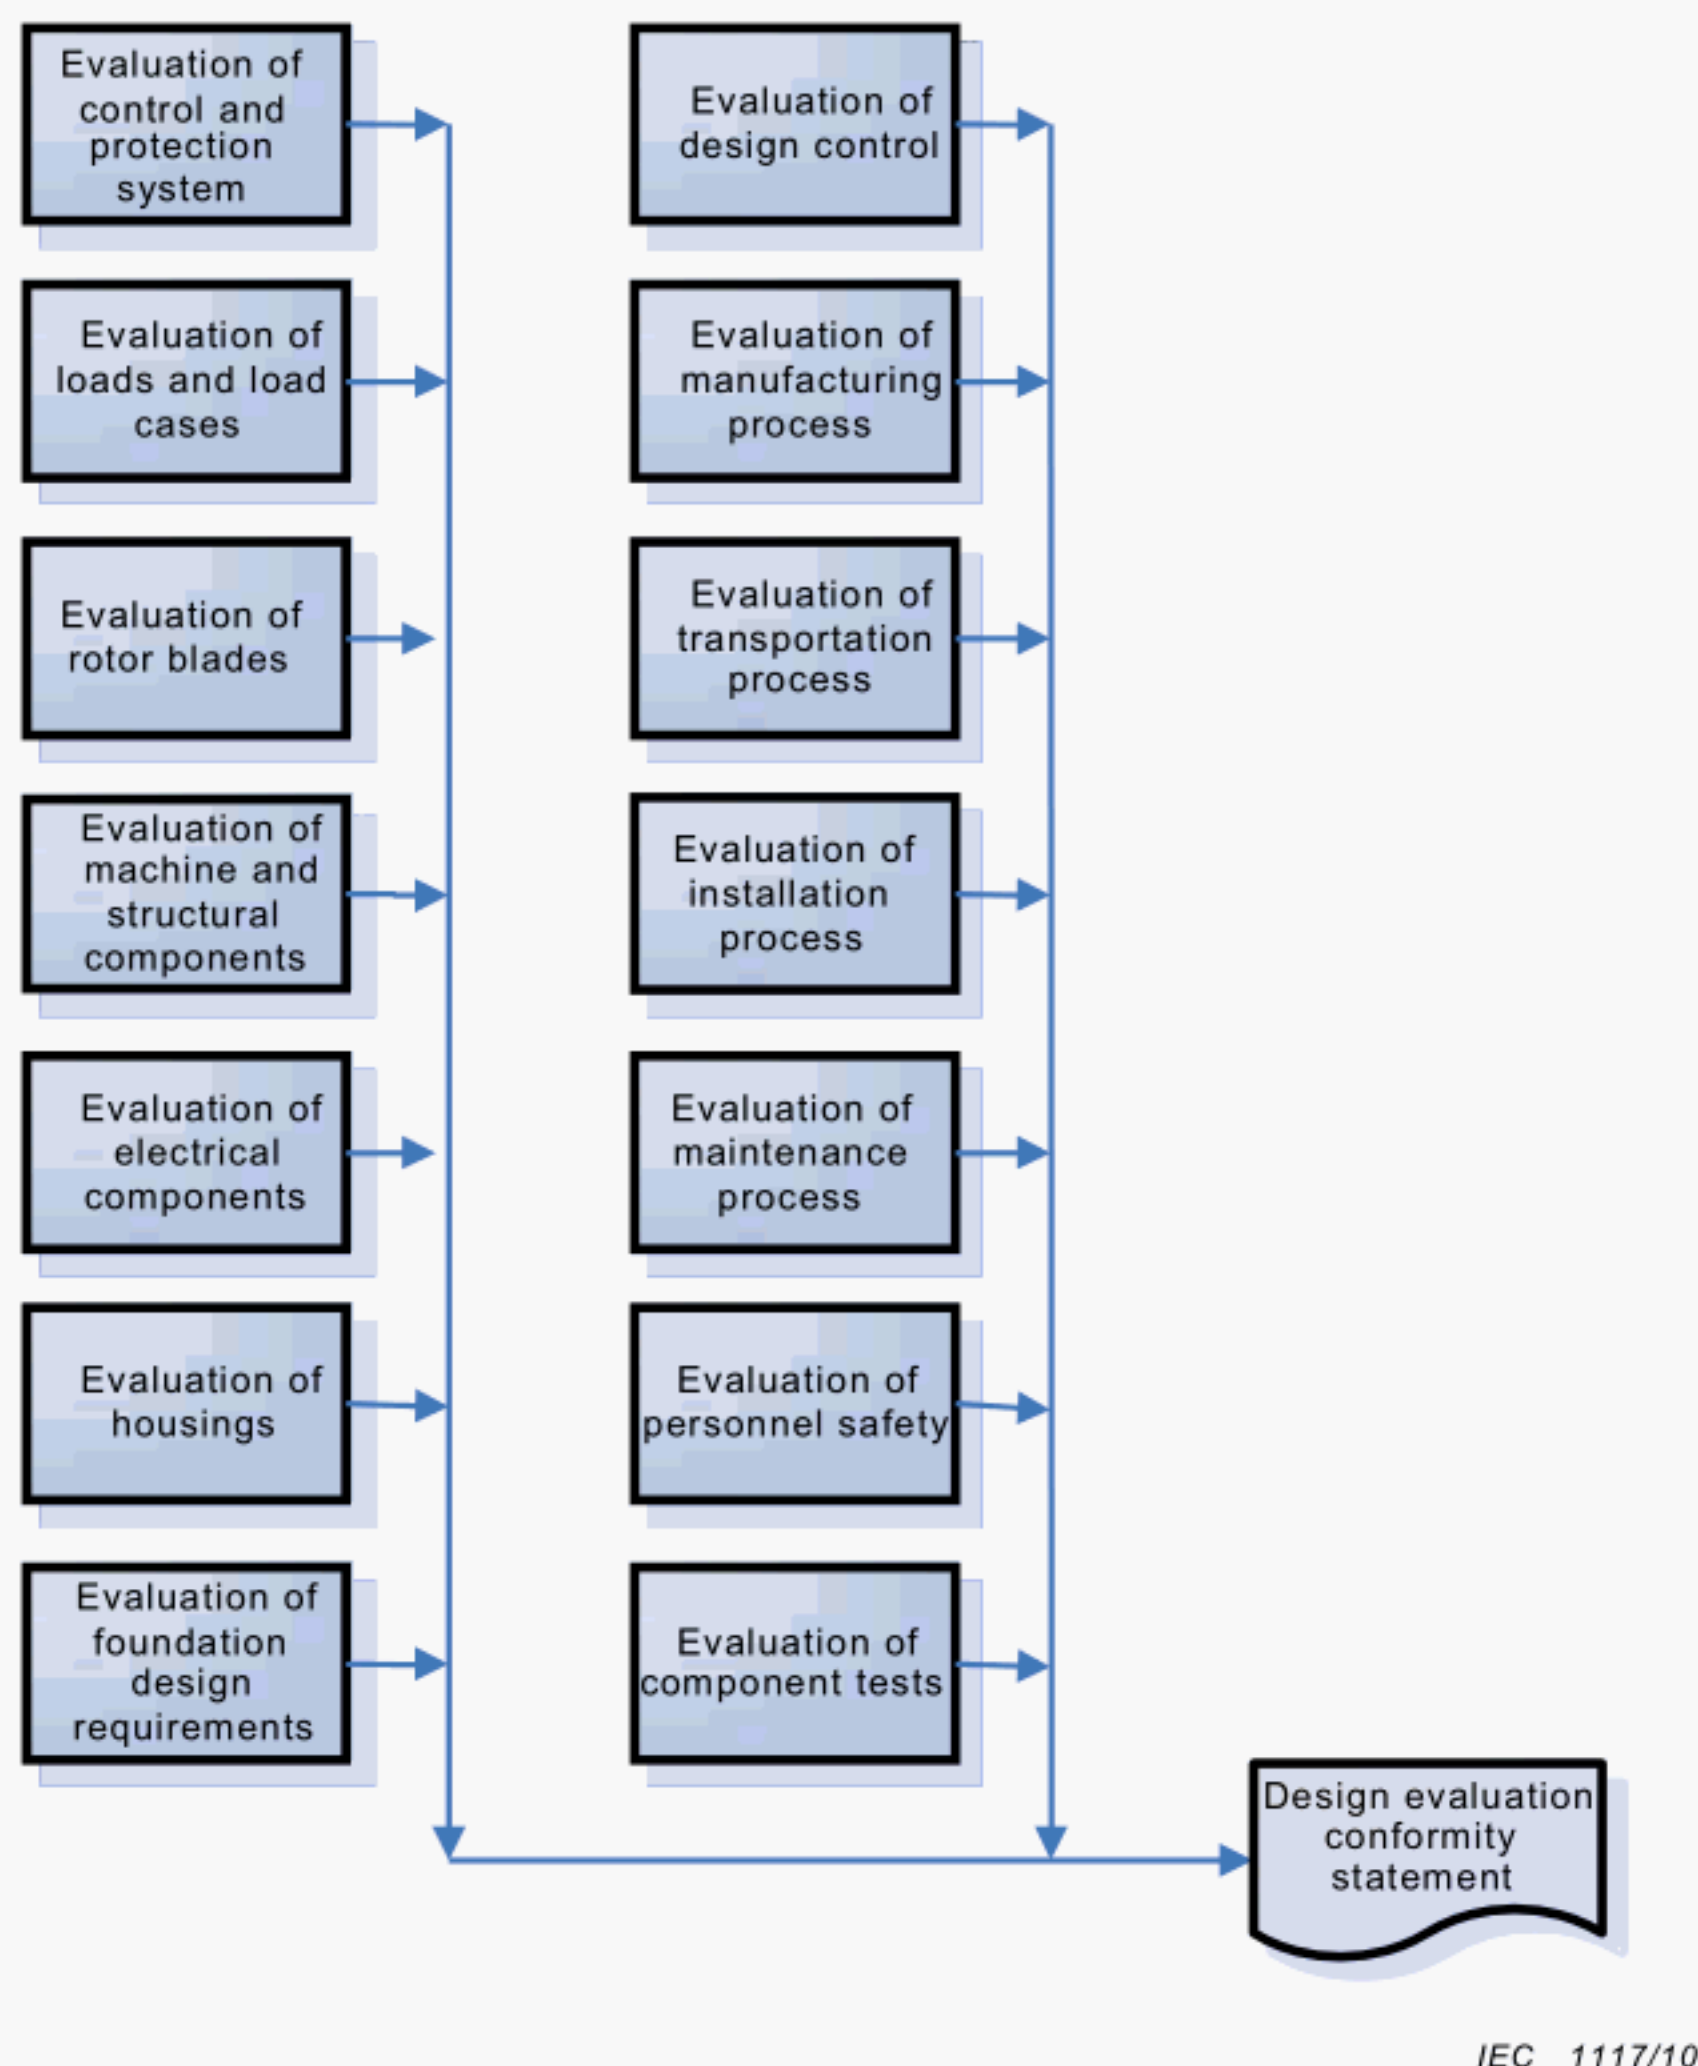 Evaluation of
control and
protection
system
Evaluation of
loads and load
cases
Evaluation of
rotor blades
Evaluation of
machine and
structural
components
Evaluation of
electrical
components
Evaluation of
housings
Evaluation of
foundation
design
requirements
Evaluation of
design control
Evaluation of
manufacturing
process
Evaluation of
transportation
process
Evaluation of
installation
process
Evaluation of
maintenance
process
Evaluation of
personnel safety
Evaluation of
component tests
Design evaluation
conformity
statement
IEC 1117/10